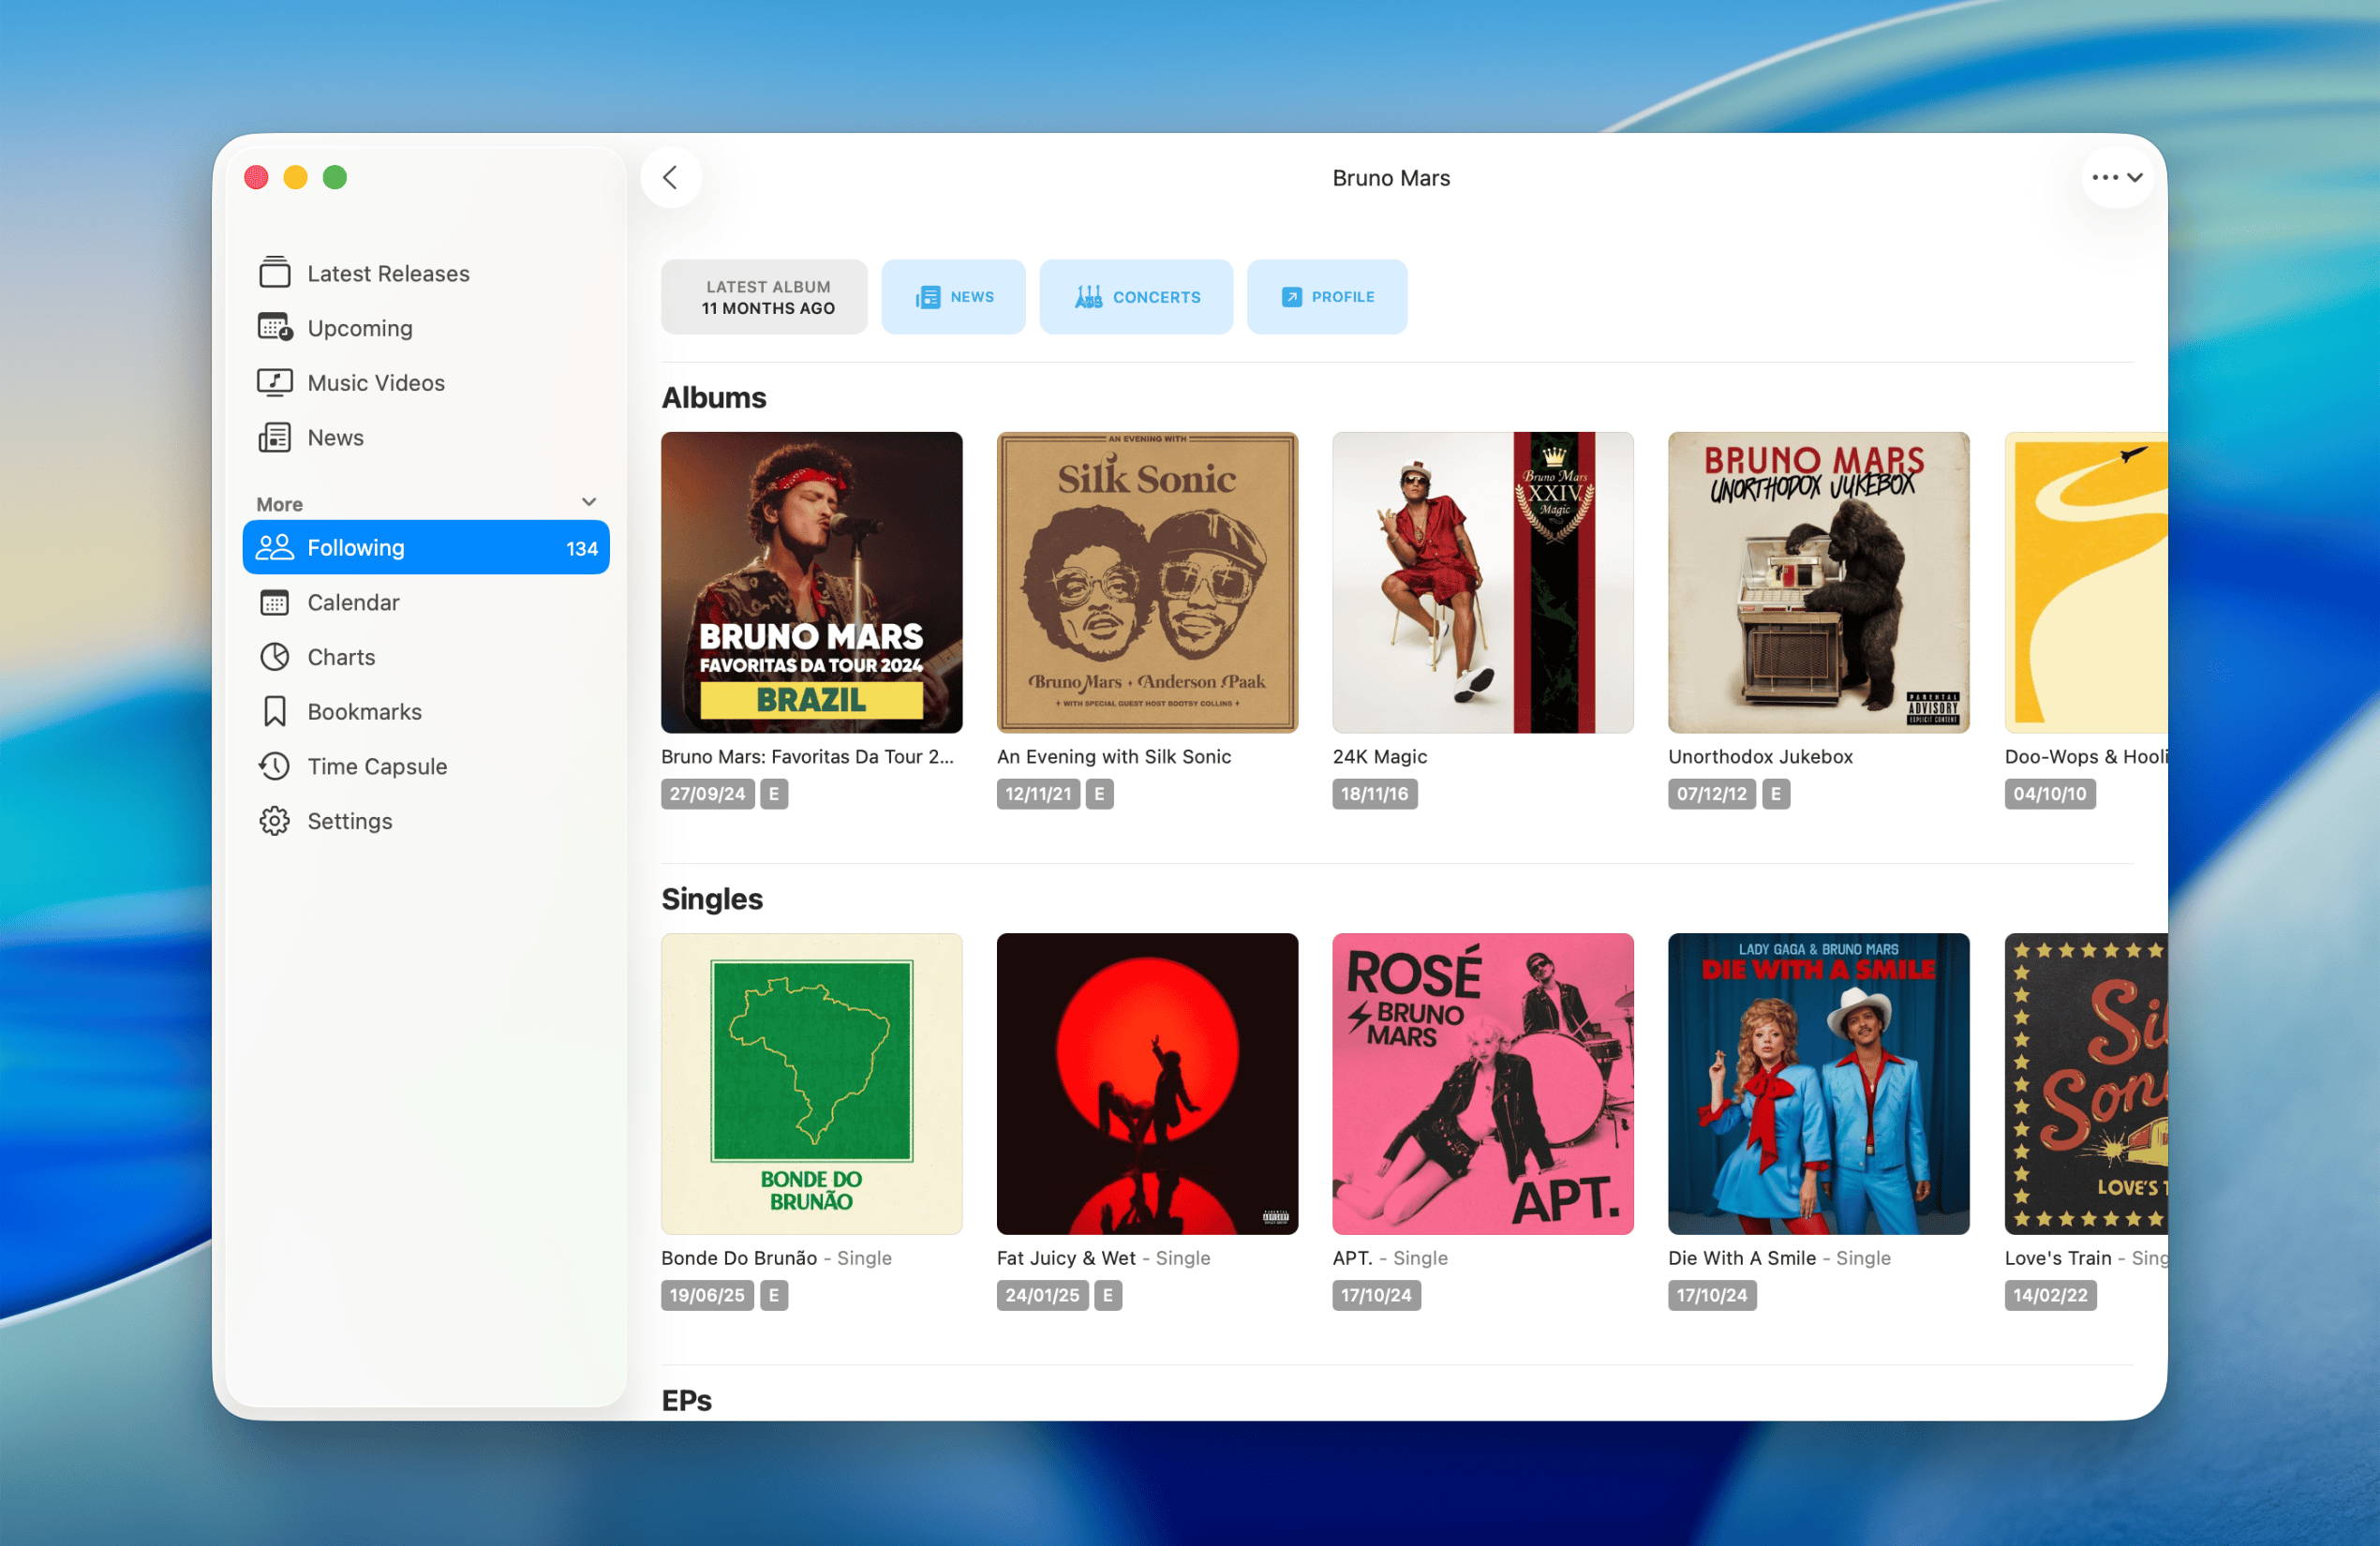 Bruno Mars
Latest Releases
Upcoming
Music Videos
News
More
Following 134
Calendar
Charts
Bookmarks
Time Capsule
Settings
LATEST ALBUM
11 MONTHS AGO
NEWS
CONCERTS
PROFILE
Albums
BRUNO MARS
FAVORITAS DA TOUR 2024
BRAZIL
Bruno Mars: Favoritas Da Tour 2...
27/09/24 E
AN EVENING WITH
Silk Sonic
Bruno Mars + Anderson .Paak
+ WITH SPECIAL GUEST HOST BOOTSY COLLINS +
An Evening with Silk Sonic
12/11/21 E
Bruno Mars
XXIV
Magic
24K Magic
18/11/16
BRUNO MARS
UNORTHODOX JUKEBOX
PARENTAL
ADVISORY
EXPLICIT CONTENT
Unorthodox Jukebox
07/12/12 E
Doo-Wops & Hooli
04/10/10
Singles
BONDE DO
BRUNÃO
Bonde Do Brunão - Single
19/06/25 E
Fat Juicy & Wet - Single
24/01/25 E
ROSÉ
BRUNO
MARS
APT.
APT. - Single
17/10/24
LADY GAGA & BRUNO MARS
DIE WITH A SMILE
Die With A Smile - Single
17/10/24
Si
Son
LOVE'S T
Love's Train - Sing
14/02/22
EPs